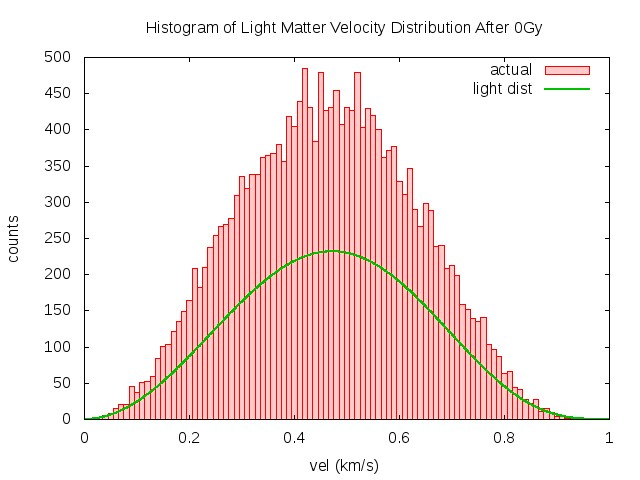 Histogram of Light Matter Velocity Distribution After 0Gy
500
450
400
350
300
250
200
150
100
50
0
counts
actual
light dist
0 0.2 0.4 0.6 0.8 1
vel (km/s)